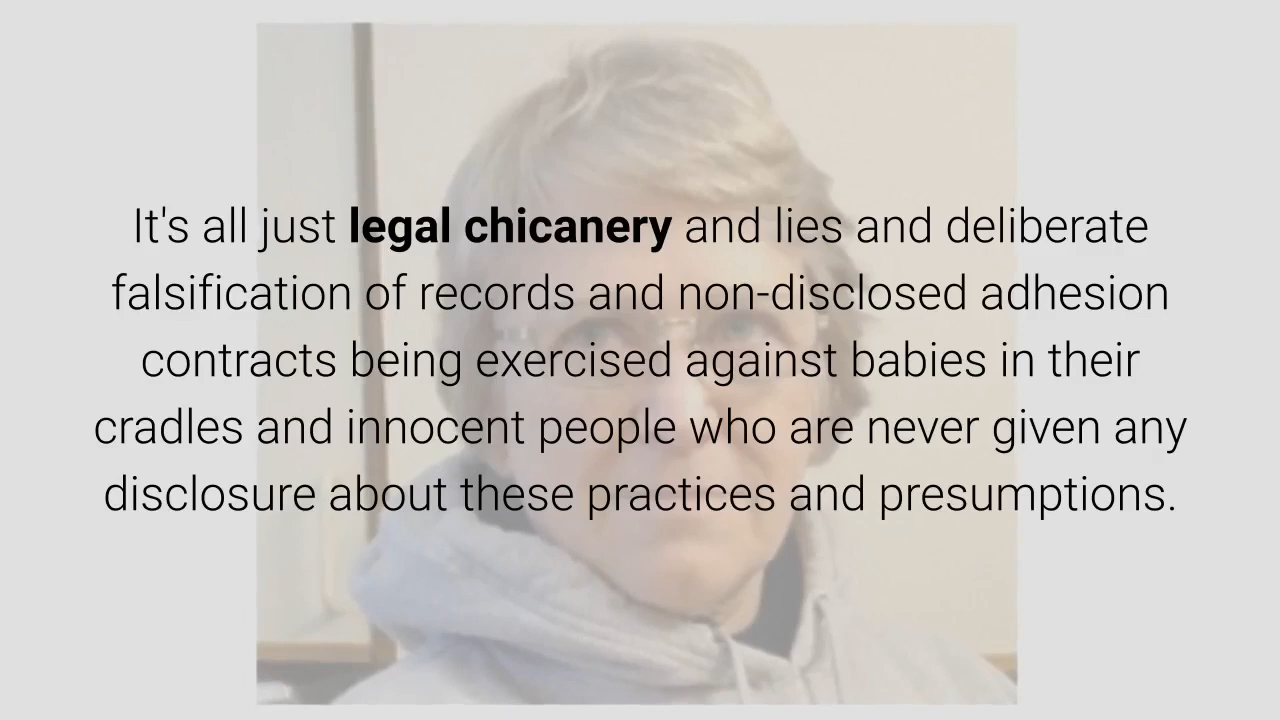 It's all just legal chicanery and lies and deliberate
falsification of records and non-disclosed adhesion
contracts being exercised against babies in their
cradles and innocent people who are never given any
disclosure about these practices and presumptions.